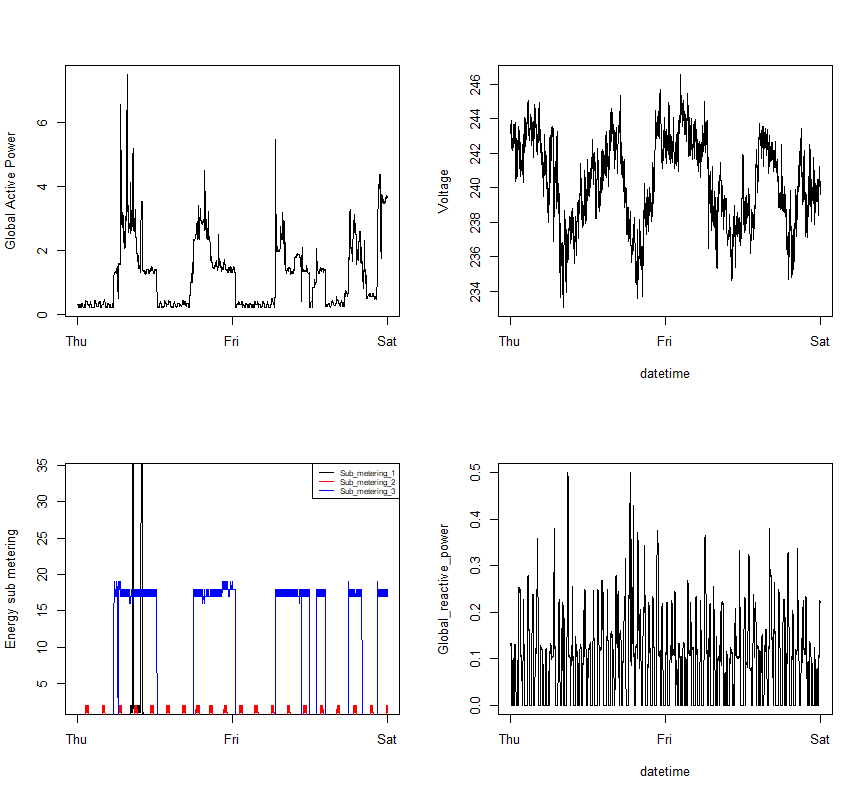 Global Active Power
0
2
4
6
Thu
Fri
Sat
Voltage
234
236
238
240
242
244
246
Thu
Fri
Sat
datetime
Energy sub metering
5
10
15
20
25
30
35
Sub_metering_1
Sub_metering_2
Sub_metering_3
Thu
Fri
Sat
Global_reactive_power
0.0
0.1
0.2
0.3
0.4
0.5
Thu
Fri
Sat
datetime